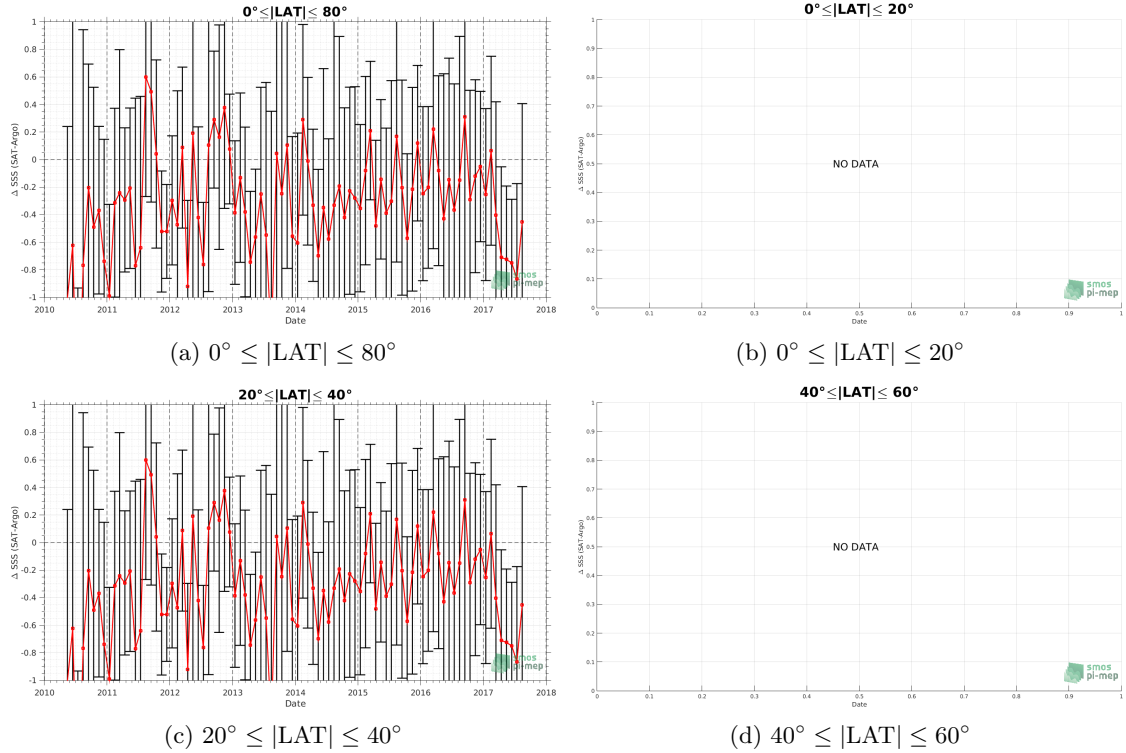 0°≤|LAT|≤ 80°
1
0.8
0.6
0.4
0.2
0
-0.2
-0.4
-0.6
-0.8
-1
Δ SSS (SAT-Argo)
2010 2011 2012 2013 2014 2015 2016 2017 2018
Date
smos
pi-mep
(a) 0° ≤ |LAT| ≤ 80°
0°≤|LAT|≤ 20°
1
0.9
0.8
0.7
0.6
0.5
0.4
0.3
0.2
0.1
0
Δ SSS (SAT-Argo)
NO DATA
0 0.1 0.2 0.3 0.4 0.5 0.6 0.7 0.8 0.9 1
Date
smos
pi-mep
(b) 0° ≤ |LAT| ≤ 20°
20°≤|LAT|≤ 40°
1
0.8
0.6
0.4
0.2
0
-0.2
-0.4
-0.6
-0.8
-1
Δ SSS (SAT-Argo)
2010 2011 2012 2013 2014 2015 2016 2017 2018
Date
smos
pi-mep
(c) 20° ≤ |LAT| ≤ 40°
40°≤|LAT|≤ 60°
1
0.9
0.8
0.7
0.6
0.5
0.4
0.3
0.2
0.1
0
Δ SSS (SAT-Argo)
NO DATA
0 0.1 0.2 0.3 0.4 0.5 0.6 0.7 0.8 0.9 1
Date
smos
pi-mep
(d) 40° ≤ |LAT| ≤ 60°